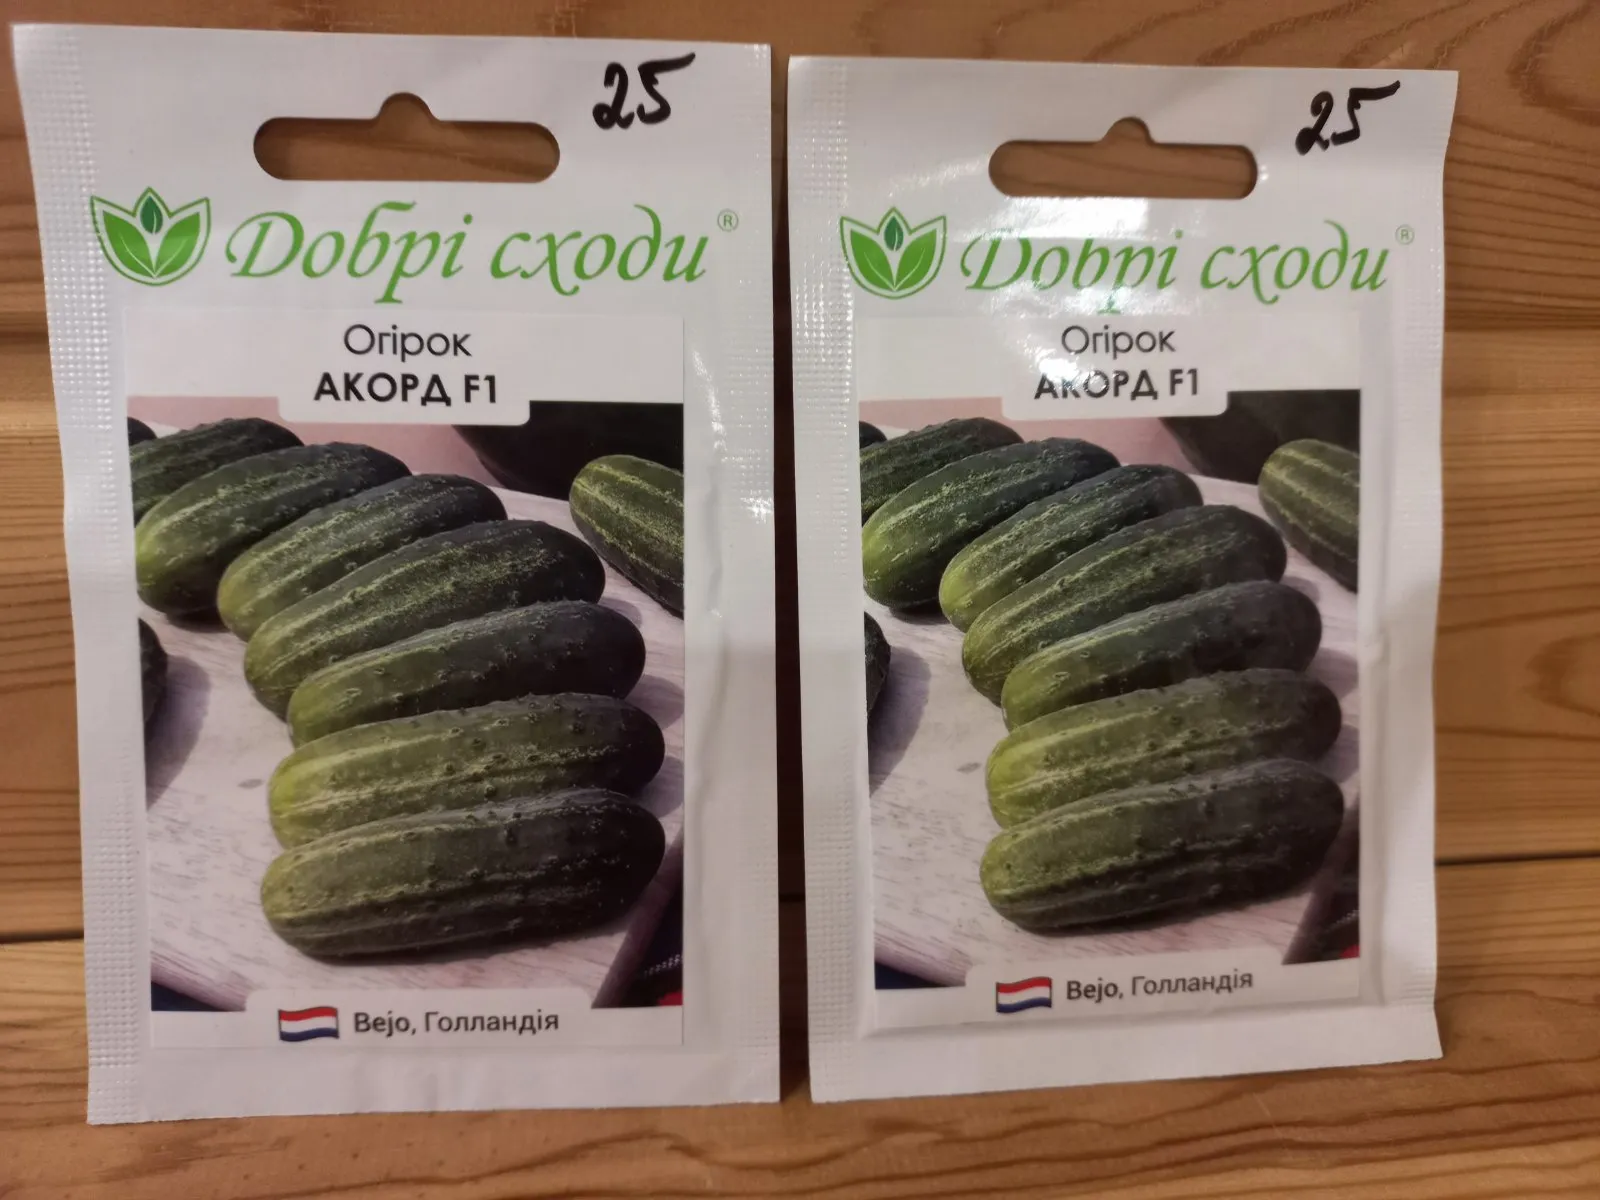 25
Добрі сходи®
Огірок
АКОРД F1
Bejo, Голландія
25
Добрі сходи®
Огірок
АКОРД F1
Bejo, Голландія